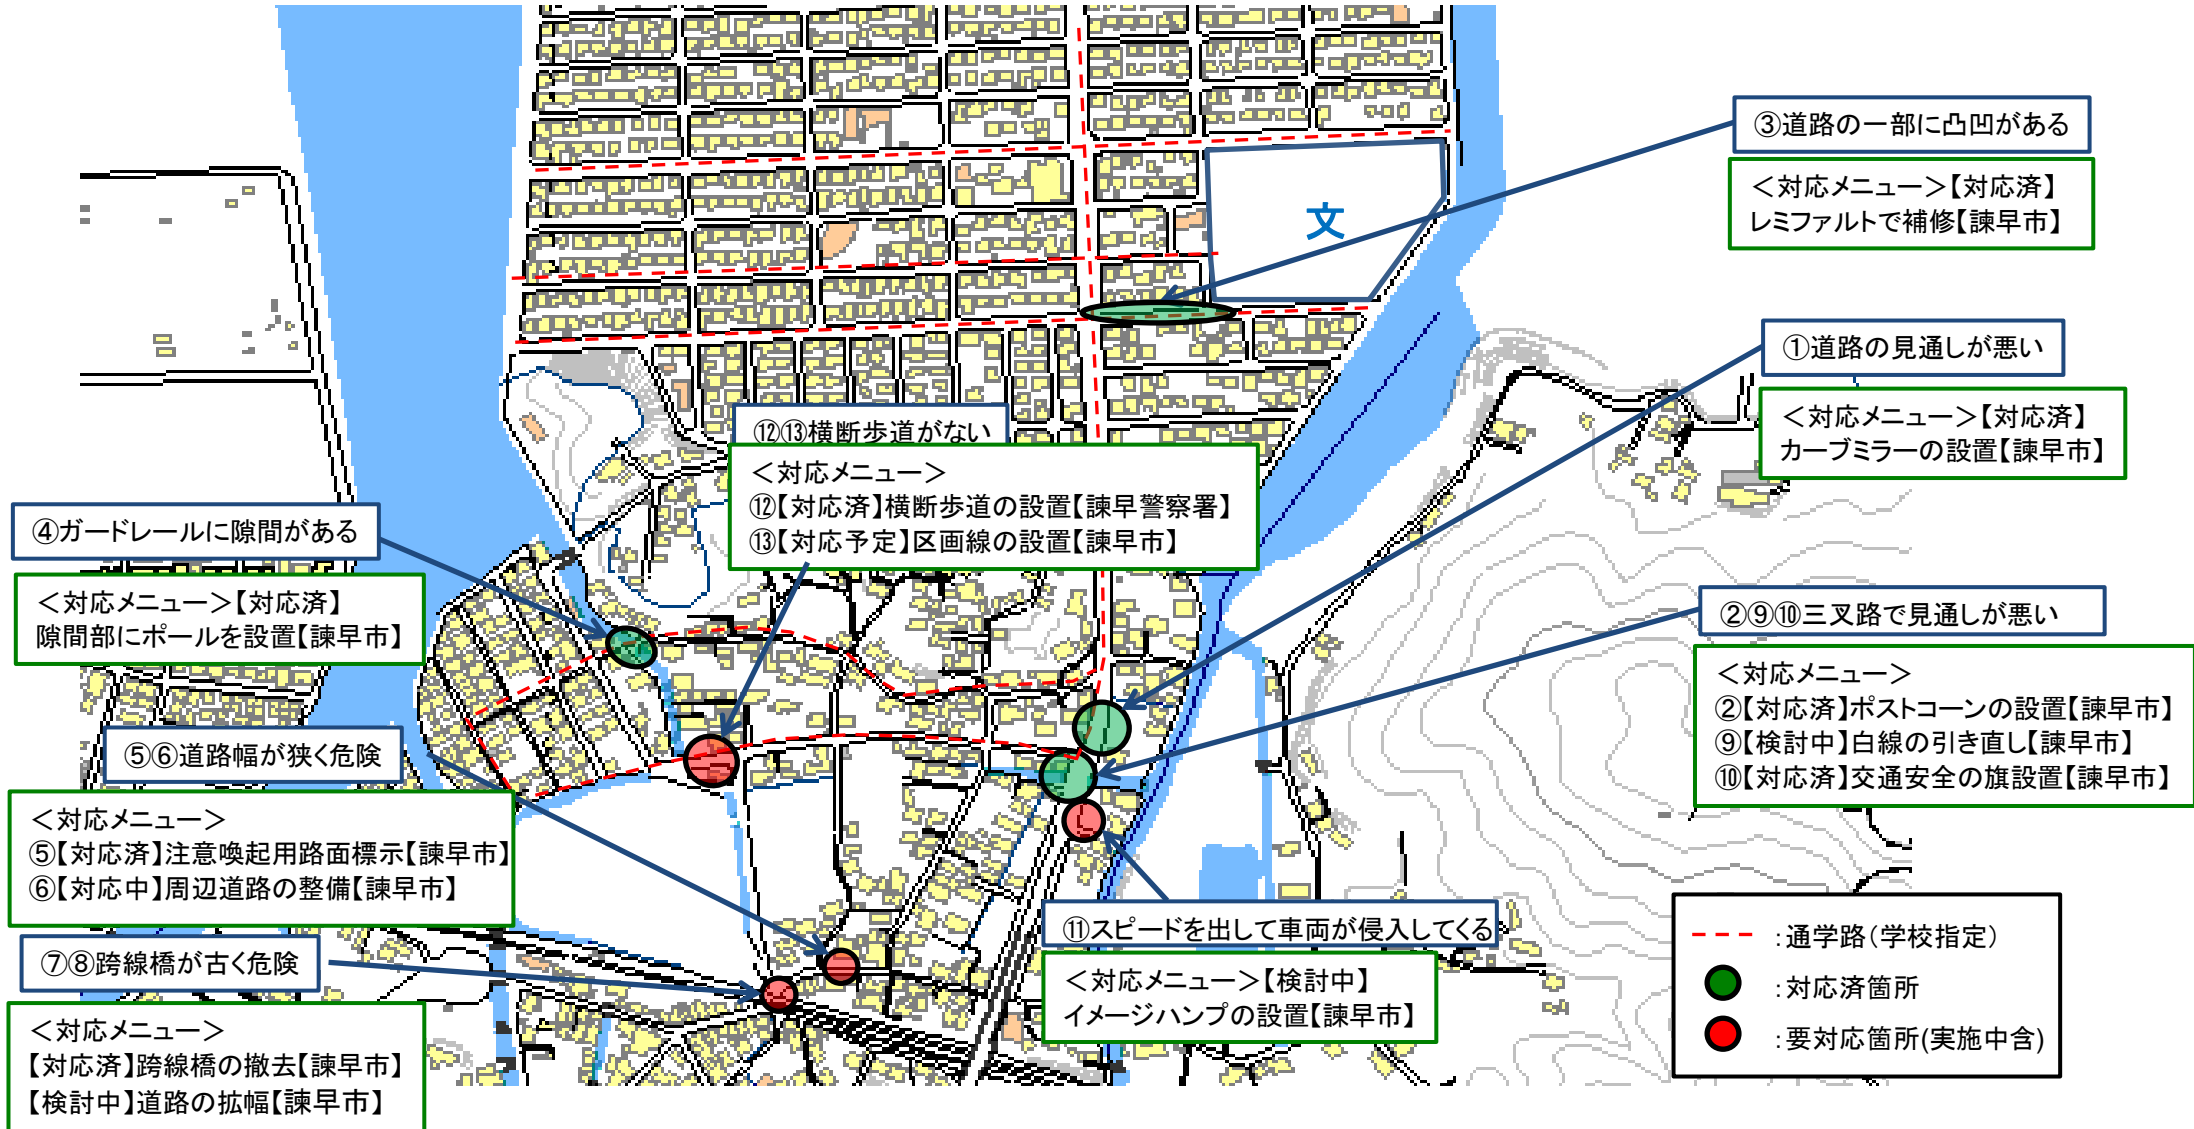 ③道路の一部に凸凹がある
＜対応メニュー＞【対応済】
レミファルトで補修【諫早市】
文
①道路の見通しが悪い
＜対応メニュー＞【対応済】
カーブミラーの設置【諫早市】
⑫⑬横断歩道がない
＜対応メニュー＞
⑫【対応済】横断歩道の設置【諫早警察署】
⑬【対応予定】区画線の設置【諫早市】
④ガードレールに隙間がある
＜対応メニュー＞【対応済】
隙間部にポールを設置【諫早市】
②⑨⑩三叉路で見通しが悪い
＜対応メニュー＞
②【対応済】ポストコーンの設置【諫早市】
⑨【検討中】白線の引き直し【諫早市】
⑩【対応済】交通安全の旗設置【諫早市】
⑤⑥道路幅が狭く危険
＜対応メニュー＞
⑤【対応済】注意喚起用路面標示【諫早市】
⑥【対応中】周辺道路の整備【諫早市】
⑦⑧跨線橋が古く危険
＜対応メニュー＞
【対応済】跨線橋の撤去【諫早市】
【検討中】道路の拡幅【諫早市】
⑪スピードを出して車両が侵入してくる
＜対応メニュー＞【検討中】
イメージハンプの設置【諫早市】
：通学路（学校指定）
：対応済箇所
：要対応箇所(実施中含)